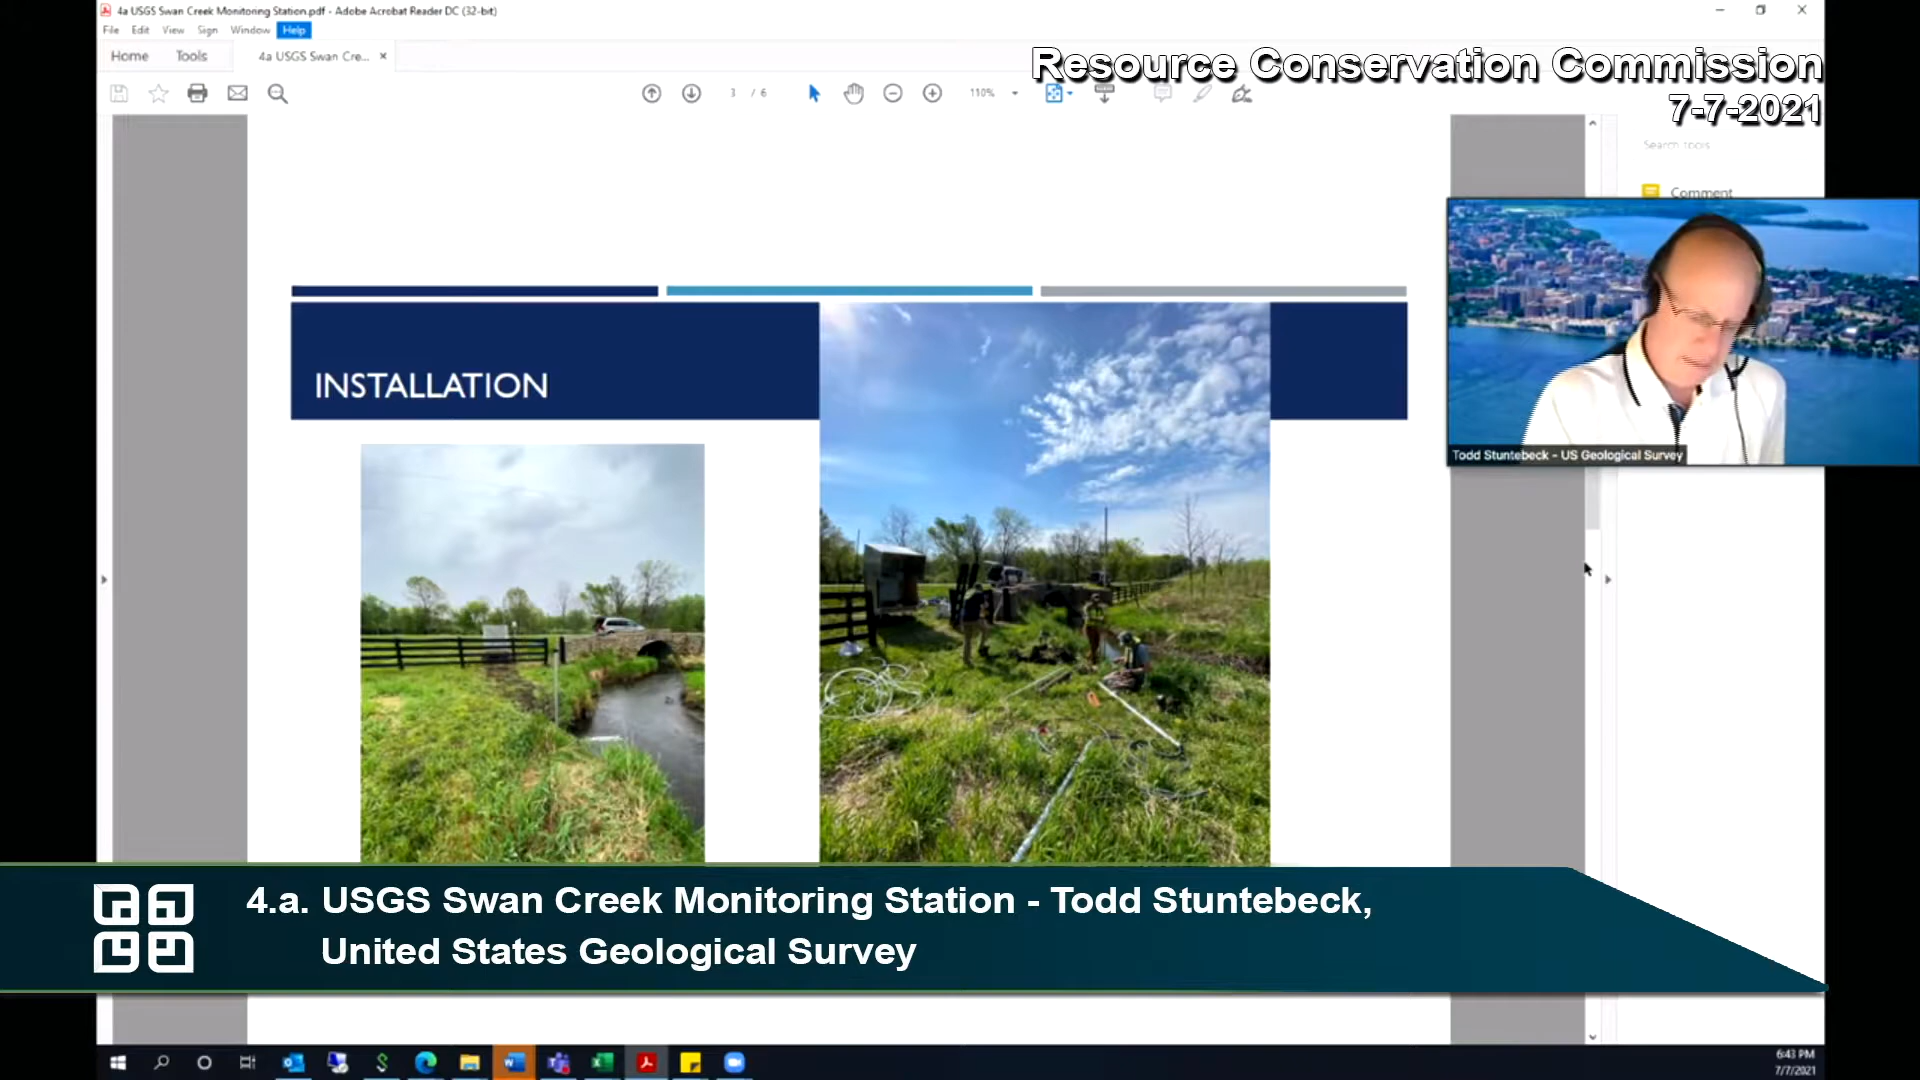 4a USGS Swan Creek Monitoring Station.pdf - Adobe Acrobat Reader DC (32-bit)
File Edit View Sign Window Help
Home Tools 4a USGS Swan Cre...
Resource Conservation Commission
7-7-2021
3 / 6
110%
Search tools
Comment
INSTALLATION
Todd Stuntebeck - US Geological Survey
4.a. USGS Swan Creek Monitoring Station - Todd Stuntebeck,
United States Geological Survey
6:43 PM
7/7/2021